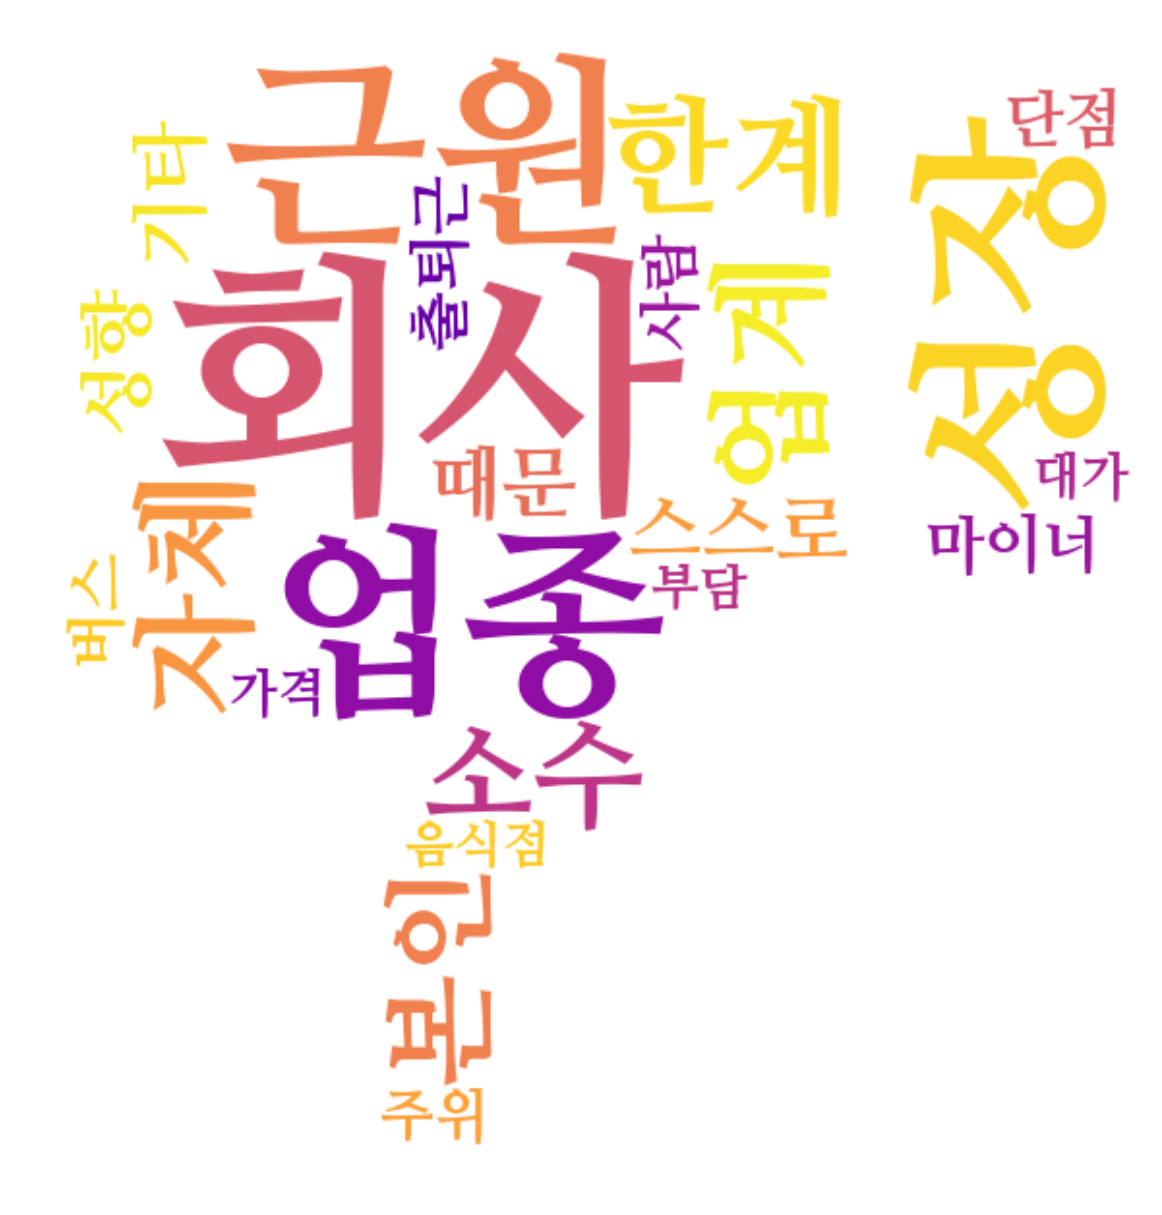 근원
한계
단점
기타
출퇴근
성장
회사
사람
업계
성향
때문
대가
자체
스스로
마이너
업종
부담
버스
가격
소수
음식점
본인
주위